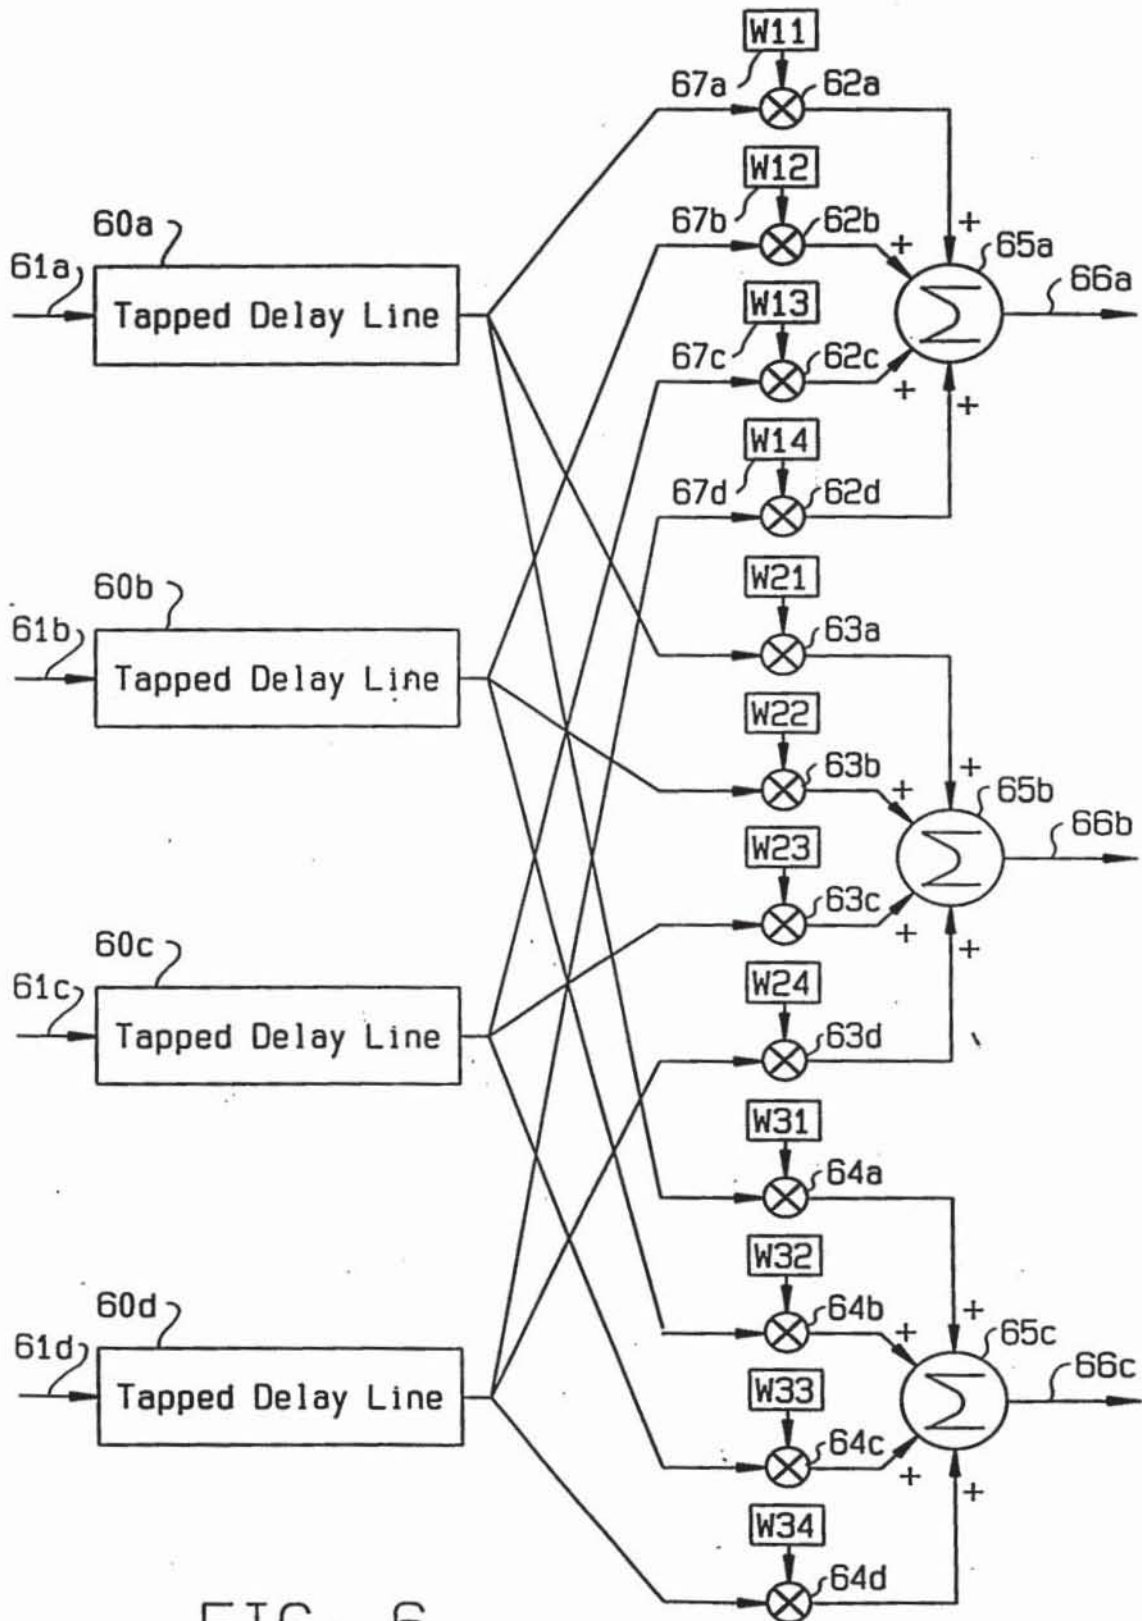 W11
67a
62a
W12
67b
62b
+
+
60a
65a
61a
66a
Tapped Delay Line
W13
67c
62c
+
+
W14
67d
62d
60b
W21
61b
63a
Tapped Delay Line
W22
63b
+
+
65b
66b
W23
63c
+
+
60c
61c
W24
Tapped Delay Line
63d
W31
64a
W32
60d
64b
+
+
61d
65c
66c
Tapped Delay Line
W33
64c
+
+
W34
64d
FIG. 6